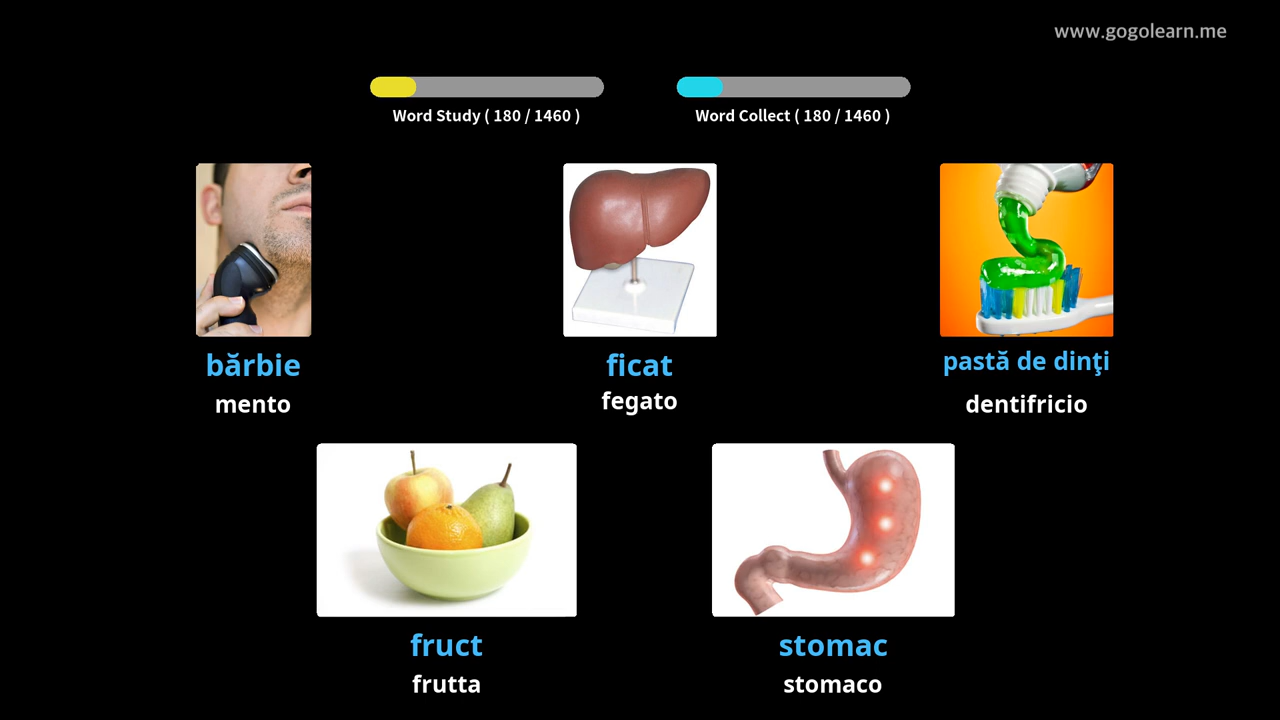 www.gogolearn.me
Word Study ( 180 / 1460 )
Word Collect ( 180 / 1460 )
bărbie
mento
ficat
fegato
pastă de dinţi
dentifricio
fruct
frutta
stomac
stomaco